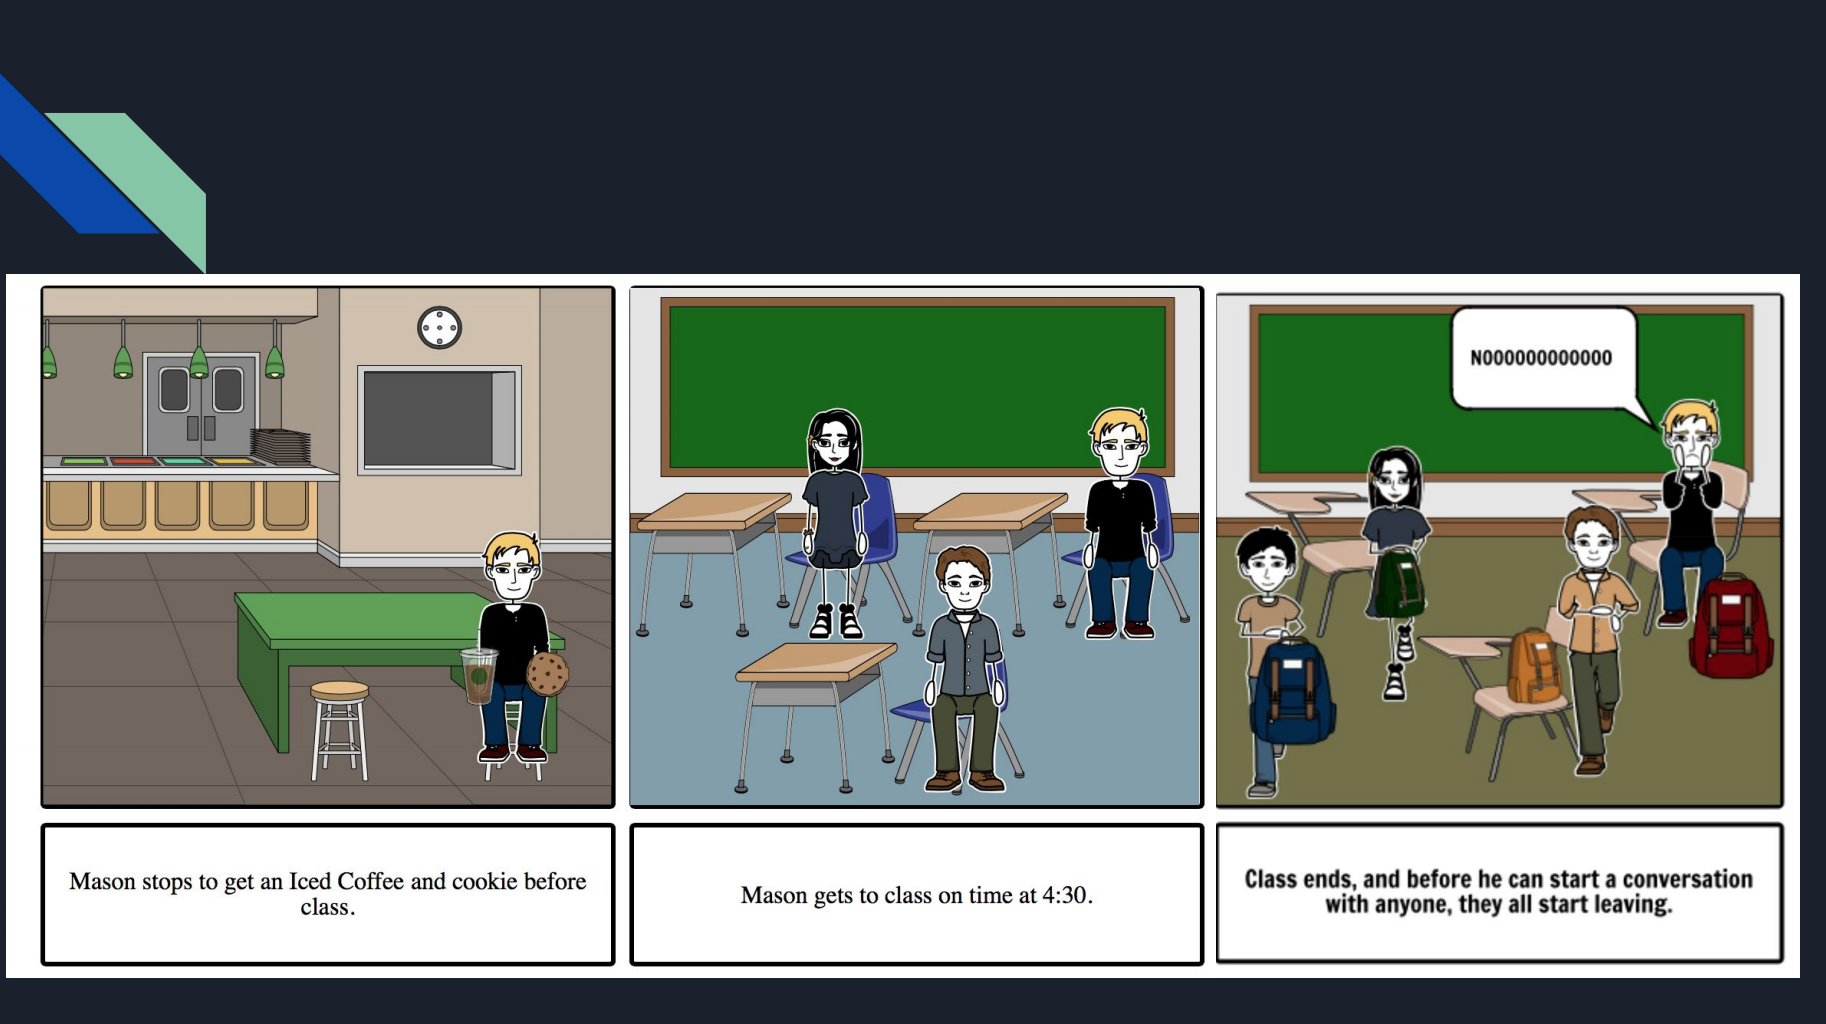 N000000000000
Mason stops to get an Iced Coffee and cookie before
class.
Mason gets to class on time at 4:30.
Class ends, and before he can start a conversation
with anyone, they all start leaving.